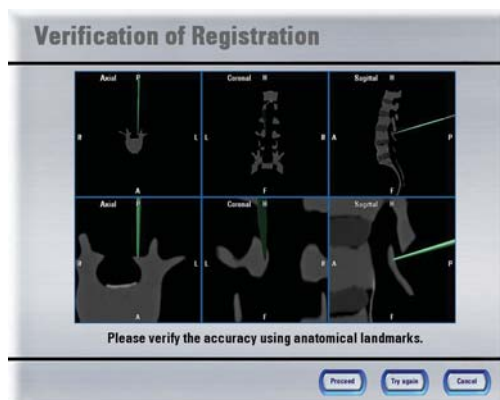 Verification of Registration
Axial P Coronal H Sagittal H
R L L R A P
A F F
Axial P Coronal H Sagittal H
R L L R A P
A F F
Please verify the accuracy using anatomical landmarks.
Proceed Try again Cancel